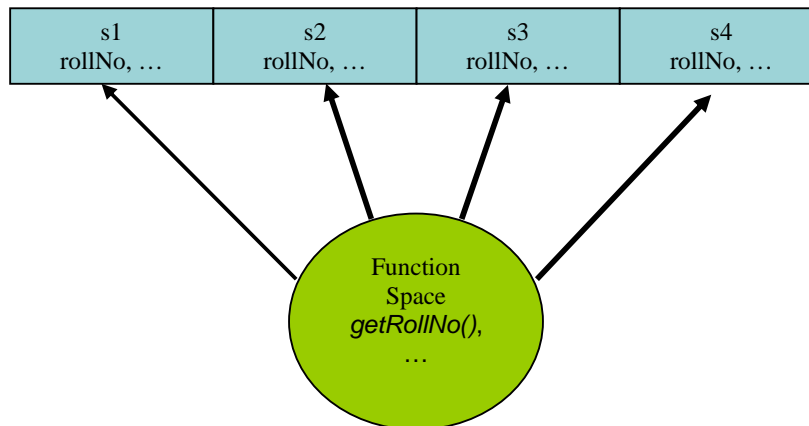 s1
rollNo, …
s2
rollNo, …
s3
rollNo, …
s4
rollNo, …
Function
Space
getRollNo(),
…